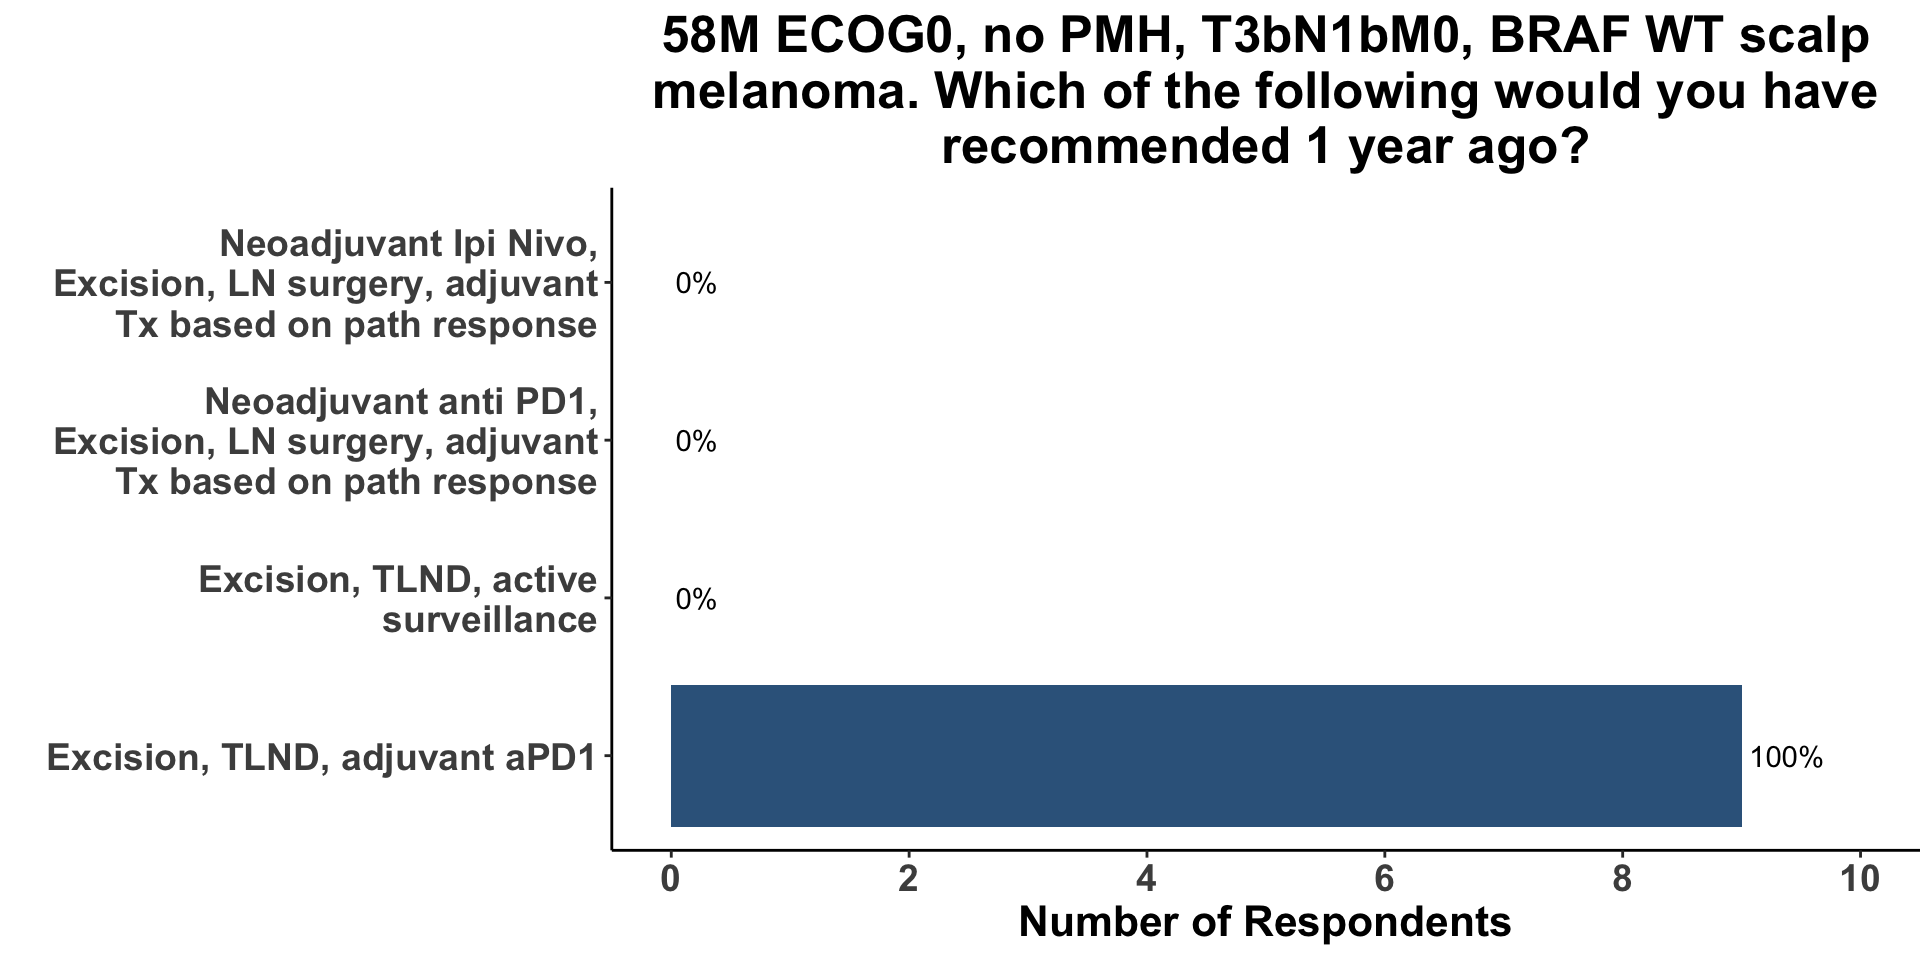 58M ECOG0, no PMH, T3bN1bM0, BRAF WT scalp
melanoma. Which of the following would you have
recommended 1 year ago?
Neoadjuvant Ipi Nivo,
Excision, LN surgery, adjuvant
Tx based on path response
0%
Neoadjuvant anti PD1,
Excision, LN surgery, adjuvant
Tx based on path response
0%
Excision, TLND, active
surveillance
0%
Excision, TLND, adjuvant aPD1
100%
0 2 4 6 8 10
Number of Respondents